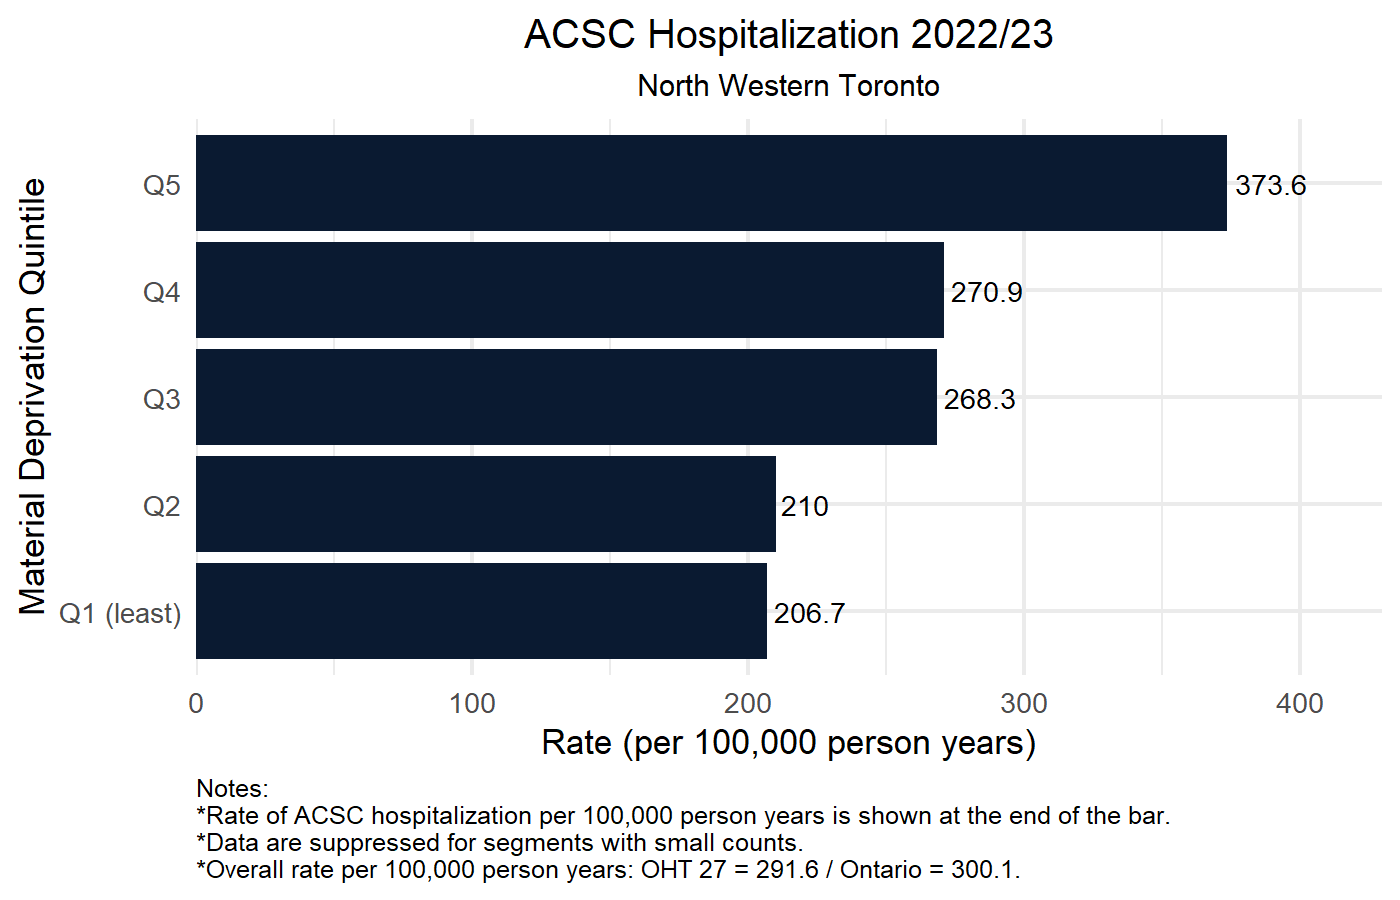 ACSC Hospitalization 2022/23
North Western Toronto
Material Deprivation Quintile
Q5
373.6
Q4
270.9
Q3
268.3
Q2
210
Q1 (least)
206.7
0 100 200 300 400
Rate (per 100,000 person years)
Notes:
*Rate of ACSC hospitalization per 100,000 person years is shown at the end of the bar.
*Data are suppressed for segments with small counts.
*Overall rate per 100,000 person years: OHT 27 = 291.6 / Ontario = 300.1.